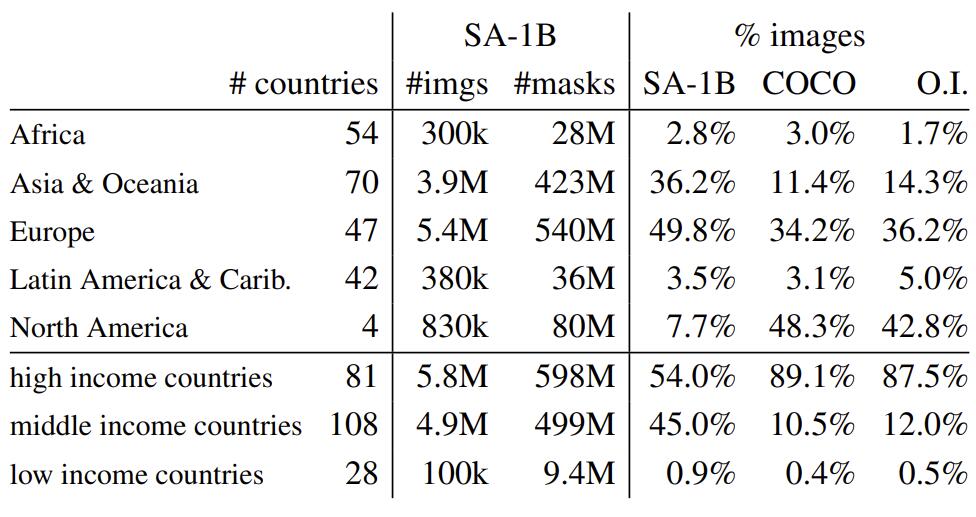 SA-1B % images
# countries #imgs #masks SA-1B COCO O.I.
Africa 54 300k 28M 2.8% 3.0% 1.7%
Asia & Oceania 70 3.9M 423M 36.2% 11.4% 14.3%
Europe 47 5.4M 540M 49.8% 34.2% 36.2%
Latin America & Carib. 42 380k 36M 3.5% 3.1% 5.0%
North America 4 830k 80M 7.7% 48.3% 42.8%
high income countries 81 5.8M 598M 54.0% 89.1% 87.5%
middle income countries 108 4.9M 499M 45.0% 10.5% 12.0%
low income countries 28 100k 9.4M 0.9% 0.4% 0.5%